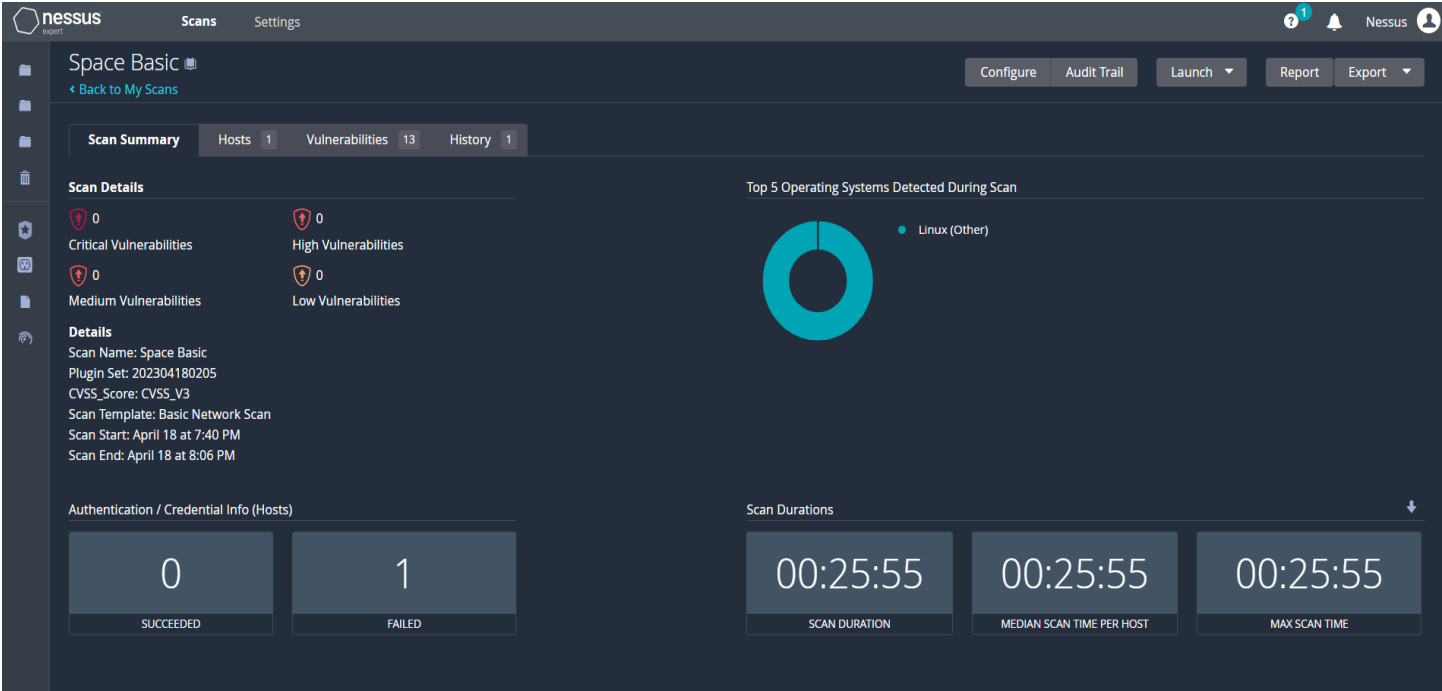 nessus
expert
Scans Settings
1
Nessus
Space Basic
Back to My Scans
Configure Audit Trail Launch Report Export
Scan Summary Hosts 1 Vulnerabilities 13 History 1
Scan Details
0
Critical Vulnerabilities
0
High Vulnerabilities
0
Medium Vulnerabilities
0
Low Vulnerabilities
Details
Scan Name: Space Basic
Plugin Set: 202304180205
CVSS_Score: CVSS_V3
Scan Template: Basic Network Scan
Scan Start: April 18 at 7:40 PM
Scan End: April 18 at 8:06 PM
Top 5 Operating Systems Detected During Scan
Linux (Other)
Authentication / Credential Info (Hosts)
0
SUCCEEDED
1
FAILED
Scan Durations
00:25:55
SCAN DURATION
00:25:55
MEDIAN SCAN TIME PER HOST
00:25:55
MAX SCAN TIME